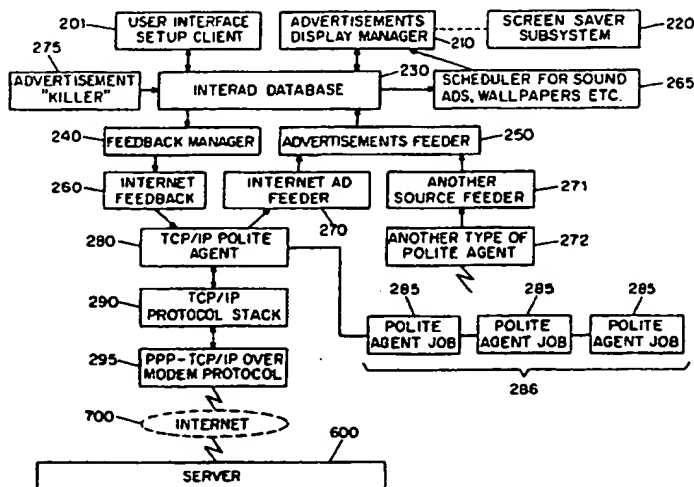 201
USER INTERFACE
SETUP CLIENT
ADVERTISEMENTS
DISPLAY MANAGER
210
SCREEN SAVER
SUBSYSTEM
220
275
ADVERTISEMENT
"KILLER"
230
INTERAD DATABASE
SCHEDULER FOR SOUND
ADS, WALLPAPERS ETC.
265
240
FEEDBACK MANAGER
ADVERTISEMENTS FEEDER
250
260
INTERNET
FEEDBACK
INTERNET AD
FEEDER
270
ANOTHER
SOURCE FEEDER
271
280
TCP/IP POLITE
AGENT
ANOTHER TYPE OF
POLITE AGENT
272
290
TCP/IP
PROTOCOL STACK
285
285
285
POLITE
AGENT JOB
POLITE
AGENT JOB
POLITE
AGENT JOB
286
295
PPP-TCP/IP OVER
MODEM PROTOCOL
700
INTERNET
600
SERVER